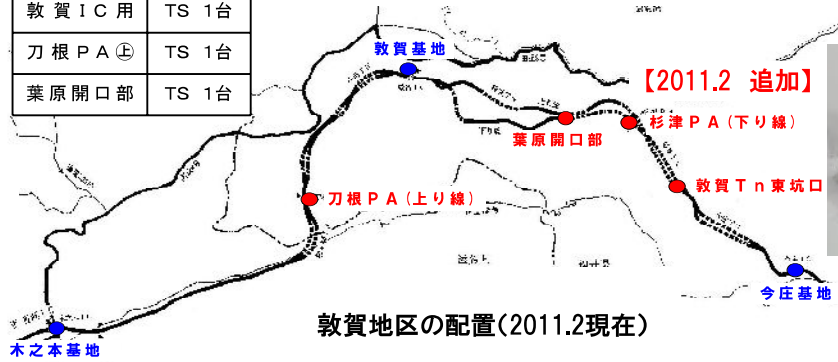 敦賀IC用 TS 1台
刀根PA㊤ TS 1台
葉原開口部 TS 1台
敦賀基地
【2011.2 追加】
杉津PA(下り線)
葉原開口部
敦賀Tn東坑口
刀根PA(上り線)
今庄基地
敦賀地区の配置(2011.2現在)
木之本基地